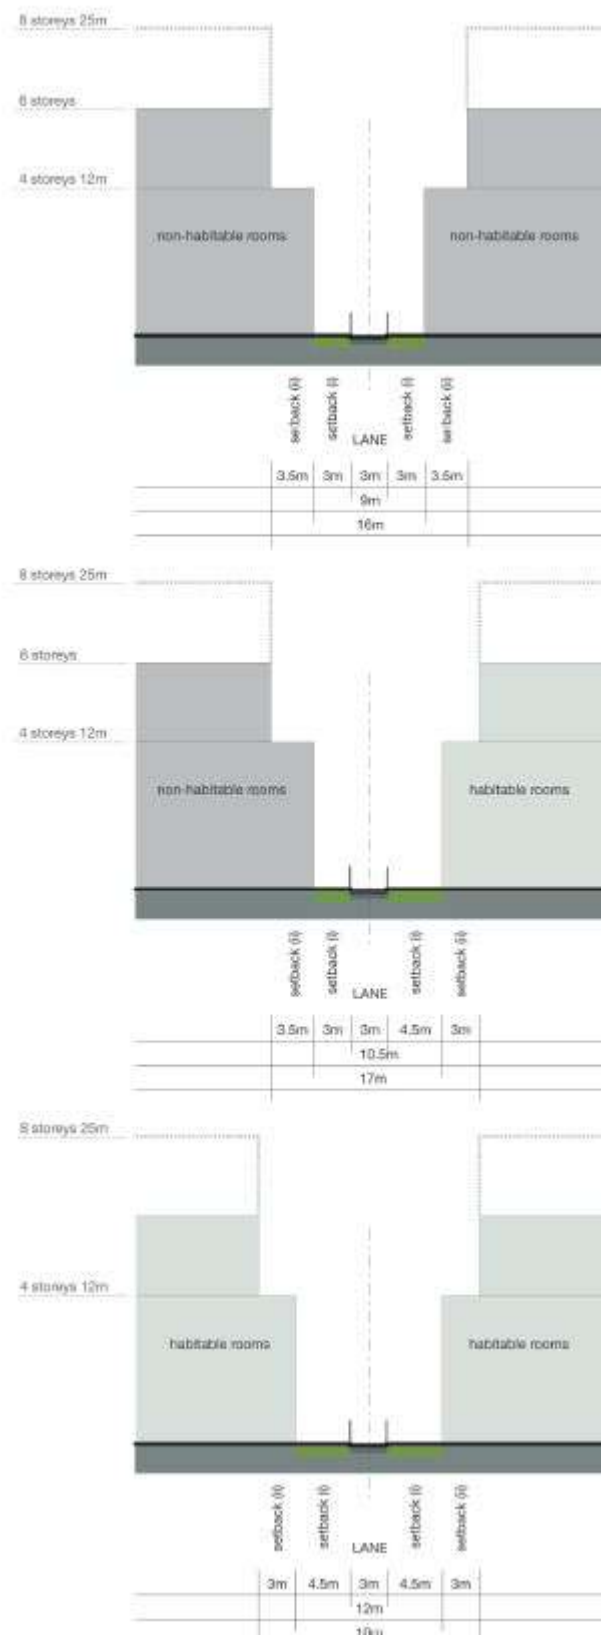 8 storeys 25m
6 storeys
4 storeys 12m
non-habitable rooms non-habitable rooms
setback (ii) setback (i) setback (i) setback (ii)
LANE
3.5m 3m 3m 3m 3.5m
9m
16m
8 storeys 25m
6 storeys
4 storeys 12m
non-habitable rooms habitable rooms
setback (ii) setback (i) setback (i) setback (ii)
LANE
3.5m 3m 3m 4.5m 3m
10.5m
17m
8 storeys 25m
4 storeys 12m
habitable rooms habitable rooms
setback (ii) setback (i) setback (i) setback (ii)
LANE
3m 4.5m 3m 4.5m 3m
12m